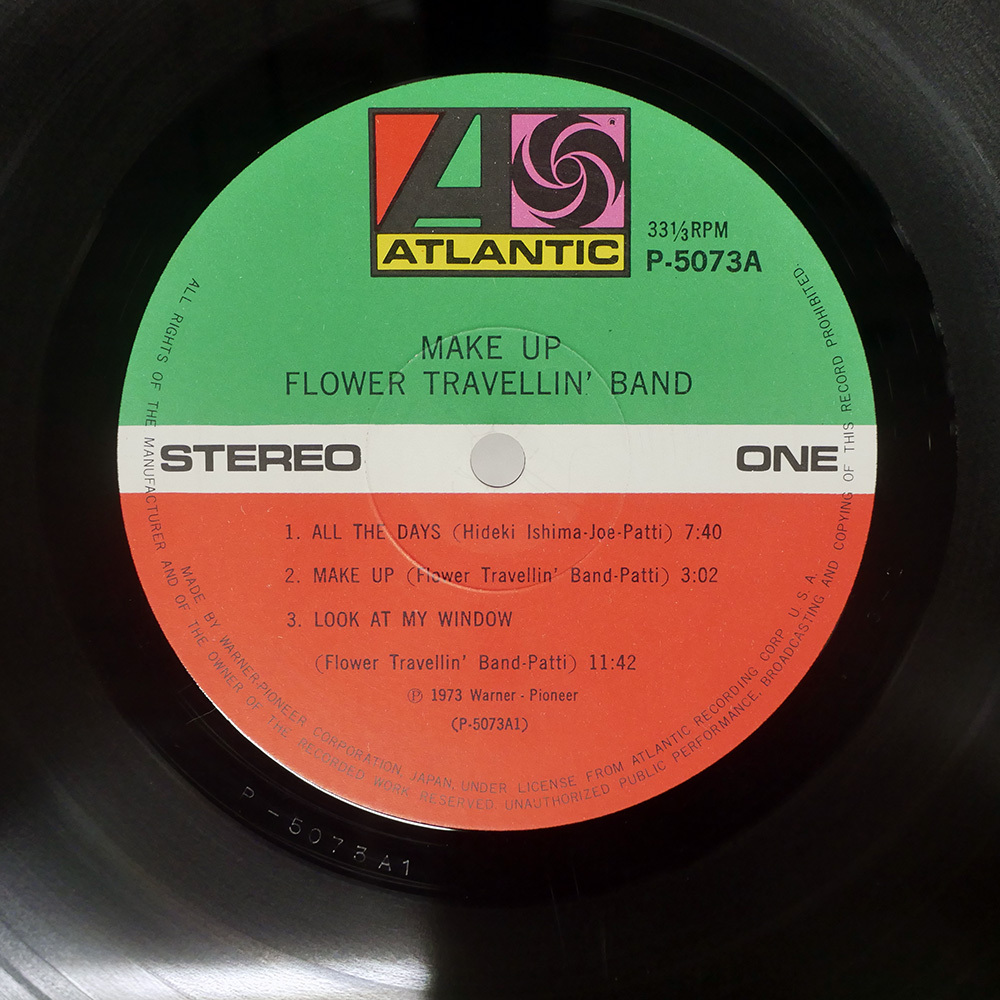 ATLANTIC
®
33⅓ RPM
P-5073A
MAKE UP
FLOWER TRAVELLIN' BAND
STEREO
ONE
1. ALL THE DAYS (Hideki Ishima-Joe-Patti) 7:40
2. MAKE UP (Flower Travellin' Band-Patti) 3:02
3. LOOK AT MY WINDOW
(Flower Travellin' Band-Patti) 11:42
Ⓟ 1973 Warner - Pioneer
(P-5073A1)
MADE BY WARNER-PIONEER CORPORATION, JAPAN, UNDER LICENSE FROM ATLANTIC RECORDING CORP. U.S.A.
ALL RIGHTS OF THE MANUFACTURER AND OF THE OWNER OF THE RECORDED WORK RESERVED. UNAUTHORIZED PUBLIC PERFORMANCE, BROADCASTING AND COPYING OF THIS RECORD PROHIBITED.
P-5073A1